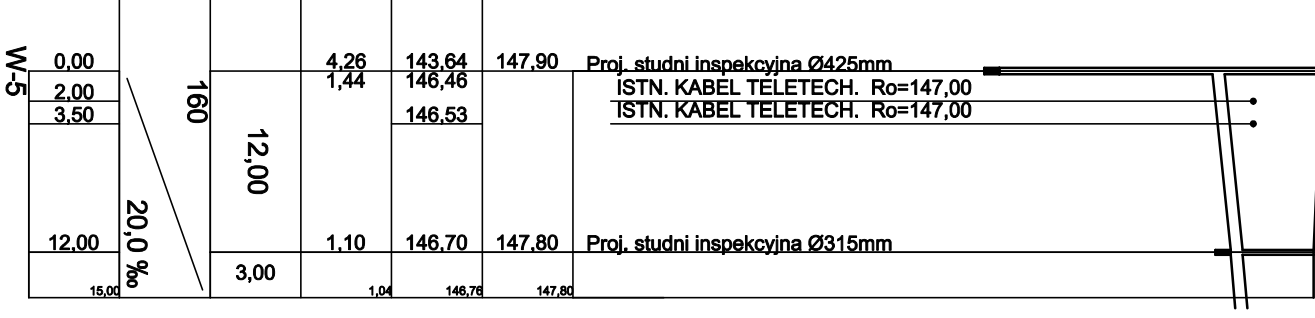 W-5
0,00 4,26 143,64 147,90 Proj. studni inspekcyjna Ø425mm
1,44 146,46
2,00 ISTN. KABEL TELETECH. Ro=147,00
3,50 146,53 ISTN. KABEL TELETECH. Ro=147,00
160
12,00
20,0 ‰
12,00 1,10 146,70 147,80 Proj. studni inspekcyjna Ø315mm
3,00
15,00 1,04 146,76 147,80